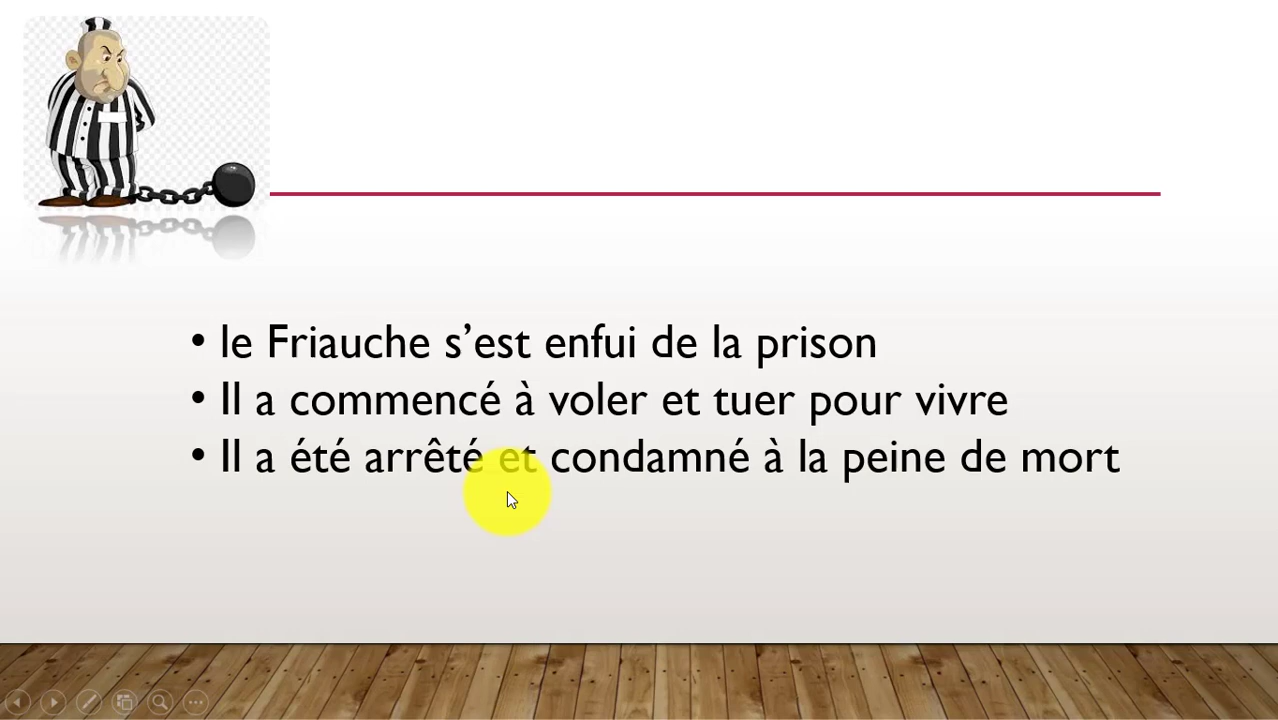 • le Friauche s’est enfui de la prison
• Il a commencé à voler et tuer pour vivre
• Il a été arrêté et condamné à la peine de mort